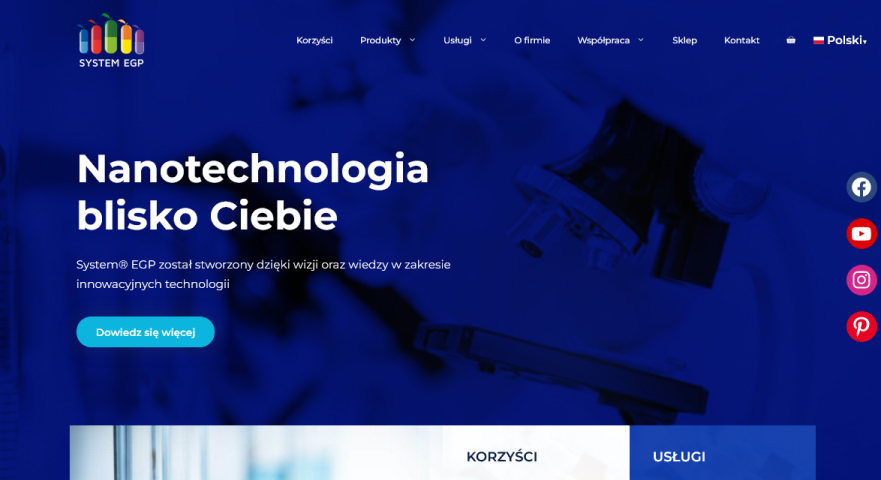 Korzyści Produkty Usługi O firmie Współpraca Sklep Kontakt Polski
SYSTEM EGP
Nanotechnologia
blisko Ciebie
System® EGP został stworzony dzięki wizji oraz wiedzy w zakresie
innowacyjnych technologii
Dowiedz się więcej
KORZYŚCI
USŁUGI